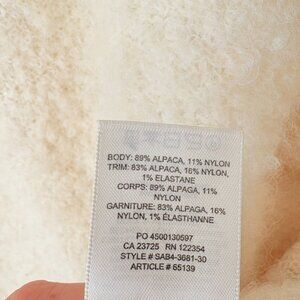 BODY: 89% ALPACA, 11% NYLON
TRIM: 83% ALPACA, 16% NYLON,
1% ELASTANE
CORPS: 89% ALPAGA, 11%
NYLON
GARNITURE: 83% ALPAGA, 16%
NYLON, 1% ÉLASTHANNE
PO 4500130597
CA 23725 RN 122354
STYLE # SAB4-3681-30
ARTICLE # 65139